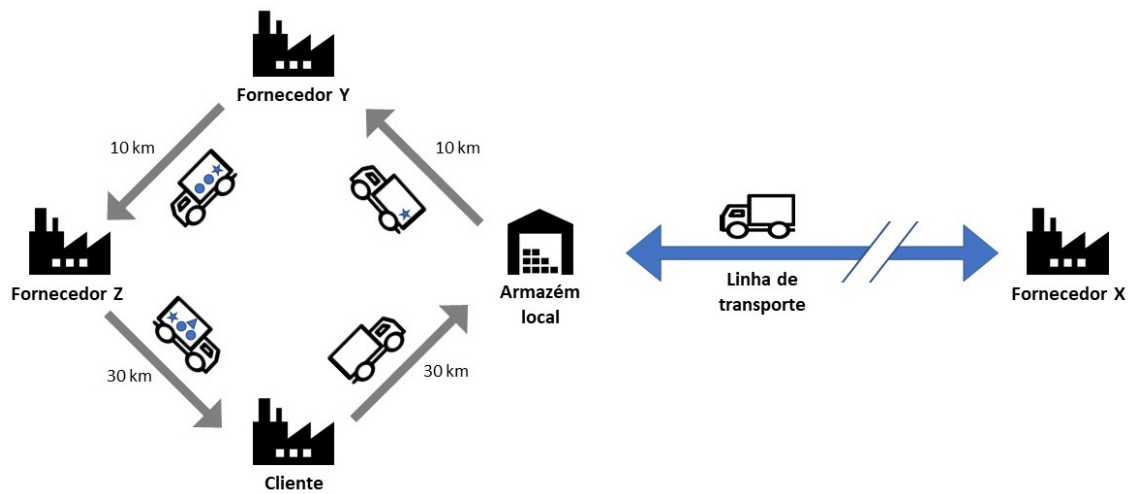 Fornecedor Y
10 km
10 km
Fornecedor Z
Armazém
local
Linha de
transporte
Fornecedor X
30 km
30 km
Cliente